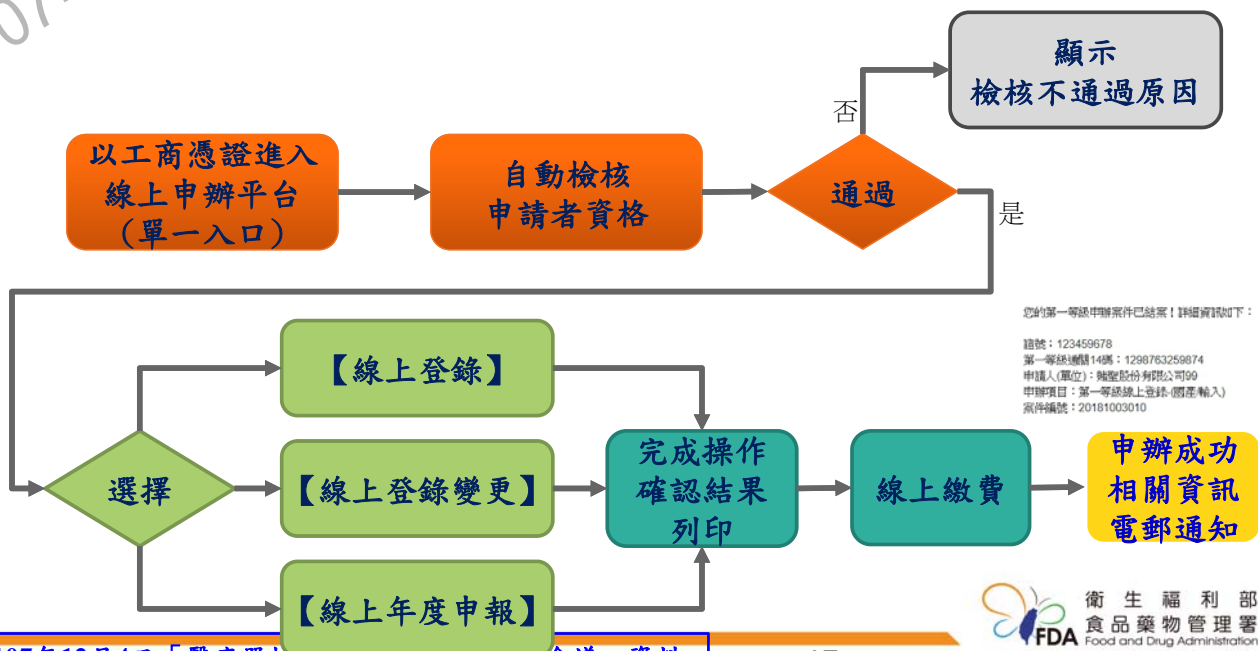 07
顯示
檢核不通過原因
否
以工商憑證進入
線上申辦平台
(單一入口)
自動檢核
申請者資格
通過
是
您的第一等級申辦案件已結案!詳細資訊如下:
證號:123459678
第一等級通關14碼:1298763259874
申請人(單位):股份有限公司99
申辦項目:第一等級線上登錄-(國產/輸入)
案件編號:20181003010
選擇
【線上登錄】
【線上登錄變更】
【線上年度申報】
完成操作
確認結果
列印
線上繳費
申辦成功
相關資訊
電郵通知
衛生福利部
食品藥物管理署
FDA Food and Drug Administration